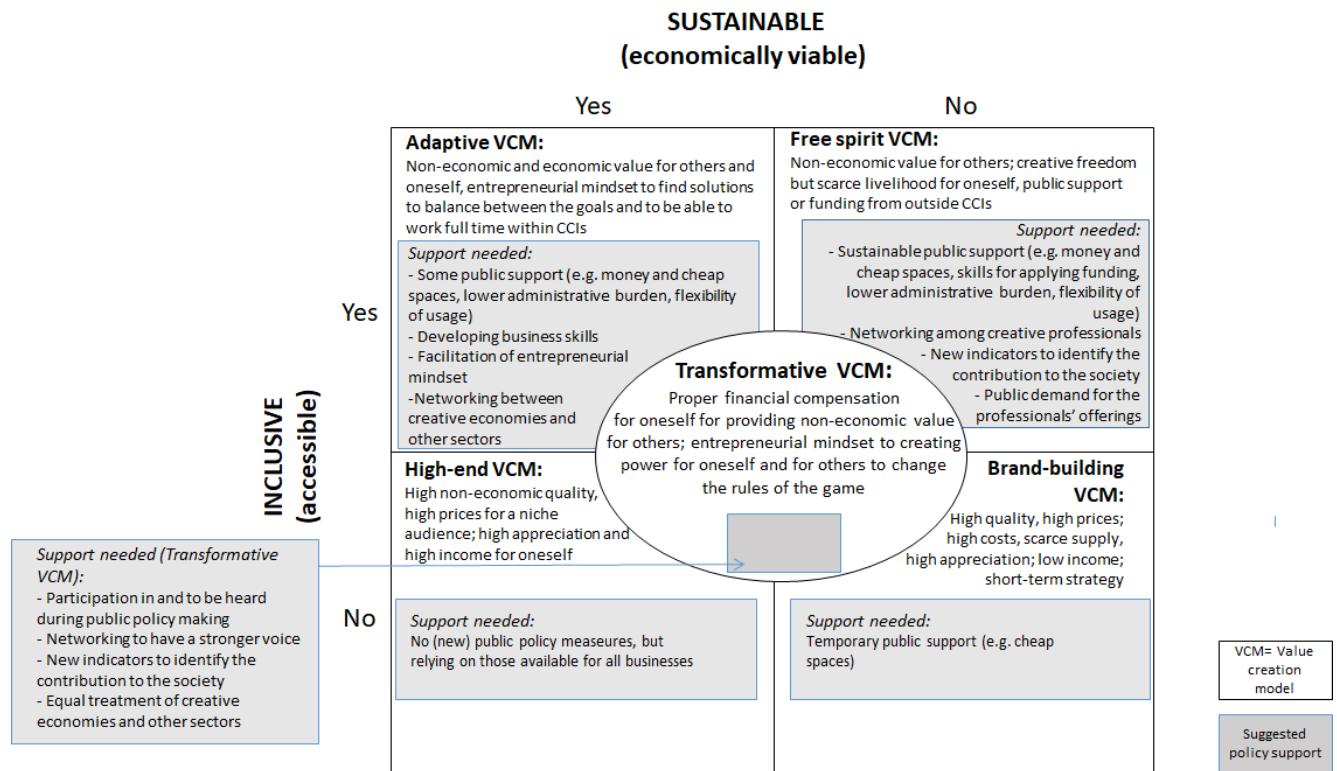 SUSTAINABLE
(economically viable)
Yes
No
Adaptive VCM:
Non-economic and economic value for others and
oneself, entrepreneurial mindset to find solutions
to balance between the goals and to be able to
work full time within CCIs
Support needed:
- Some public support (e.g. money and cheap
spaces, lower administrative burden, flexibility
of usage)
- Developing business skills
- Facilitation of entrepreneurial
mindset
-Networking between
creative economies and
other sectors
Free spirit VCM:
Non-economic value for others; creative freedom
but scarce livelihood for oneself, public support
or funding from outside CCIs
Support needed:
- Sustainable public support (e.g. money and
cheap spaces, skills for applying funding,
lower administrative burden, flexibility of
usage)
- Networking among creative professionals
- New indicators to identify the
contribution to the society
- Public demand for the
professionals’ offerings
Yes
INCLUSIVE
(accessible)
Transformative VCM:
Proper financial compensation
for oneself for providing non-economic value
for others; entrepreneurial mindset to creating
power for oneself and for others to change
the rules of the game
High-end VCM:
High non-economic quality,
high prices for a niche
audience; high appreciation and
high income for oneself
Brand-building
VCM:
High quality, high prices;
high costs, scarce supply,
high appreciation; low income;
short-term strategy
Support needed (Transformative
VCM):
- Participation in and to be heard
during public policy making
- Networking to have a stronger voice
- New indicators to identify the
contribution to the society
- Equal treatment of creative
economies and other sectors
No
Support needed:
No (new) public policy measeures, but
relying on those available for all businesses
Support needed:
Temporary public support (e.g. cheap
spaces)
VCM= Value
creation
model
Suggested
policy support